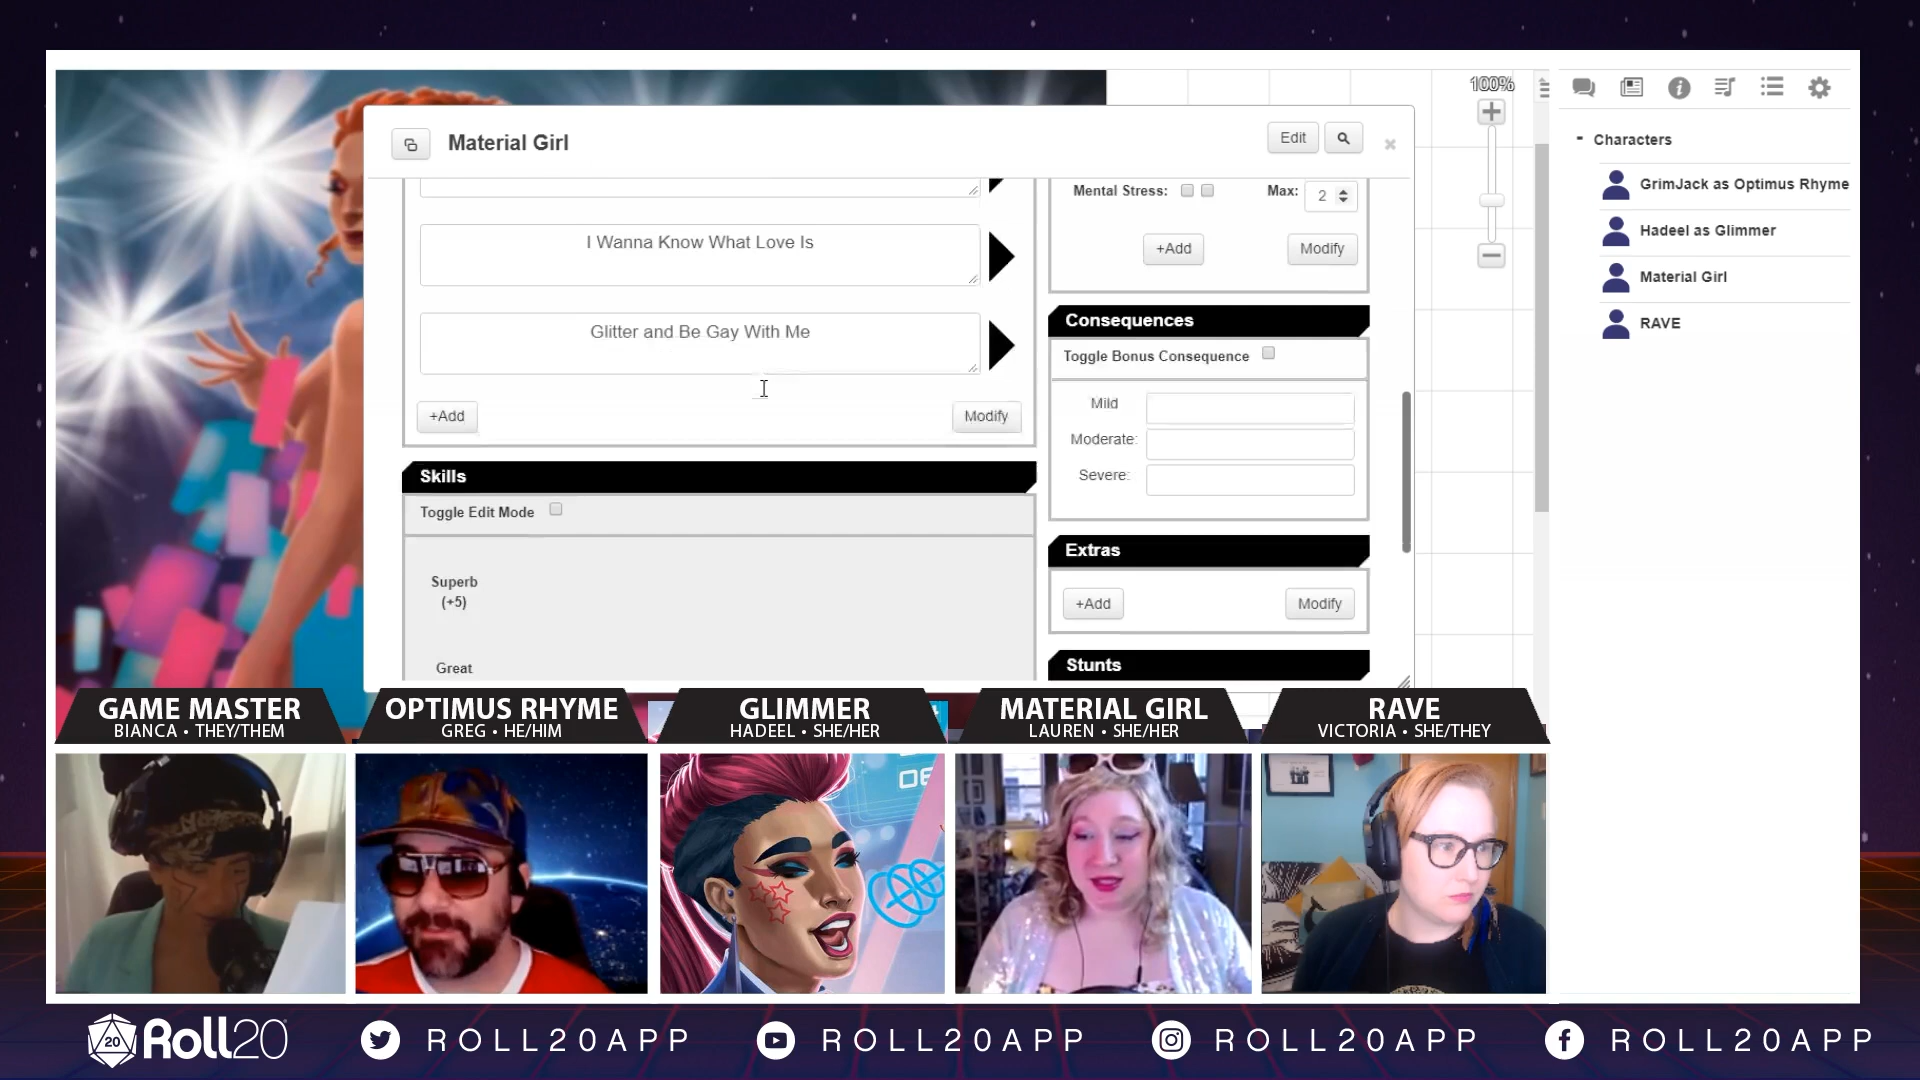 100%
Material Girl
Edit
Characters
GrimJack as Optimus Rhyme
Hadeel as Glimmer
Material Girl
RAVE
Mental Stress:
Max:
2
I Wanna Know What Love Is
+Add
Modify
Consequences
Glitter and Be Gay With Me
Toggle Bonus Consequence
Mild
+Add
Modify
Moderate:
Severe:
Skills
Toggle Edit Mode
Extras
Superb
(+5)
+Add
Modify
Great
Stunts
GAME MASTER
BIANCA • THEY/THEM
OPTIMUS RHYME
GREG • HE/HIM
GLIMMER
HADEEL • SHE/HER
MATERIAL GIRL
LAUREN • SHE/HER
RAVE
VICTORIA • SHE/THEY
20
Roll20
ROLL20APP
ROLL20APP
ROLL20APP
ROLL20APP